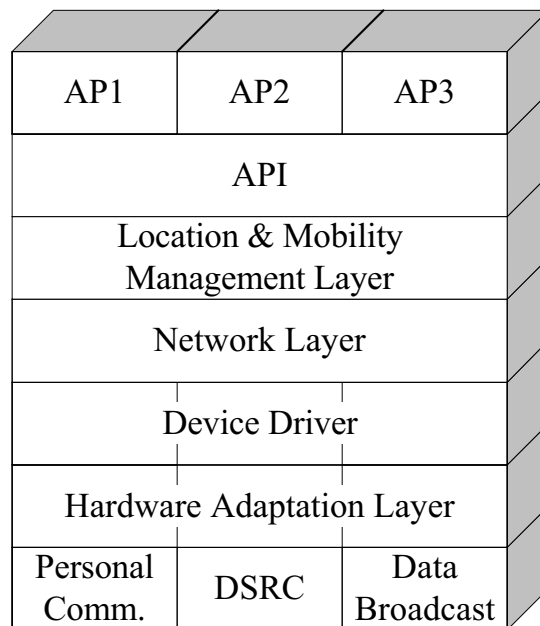 AP1 AP2 AP3
API
Location & Mobility
Management Layer
Network Layer
Device Driver
Hardware Adaptation Layer
Personal
Comm.
DSRC
Data
Broadcast